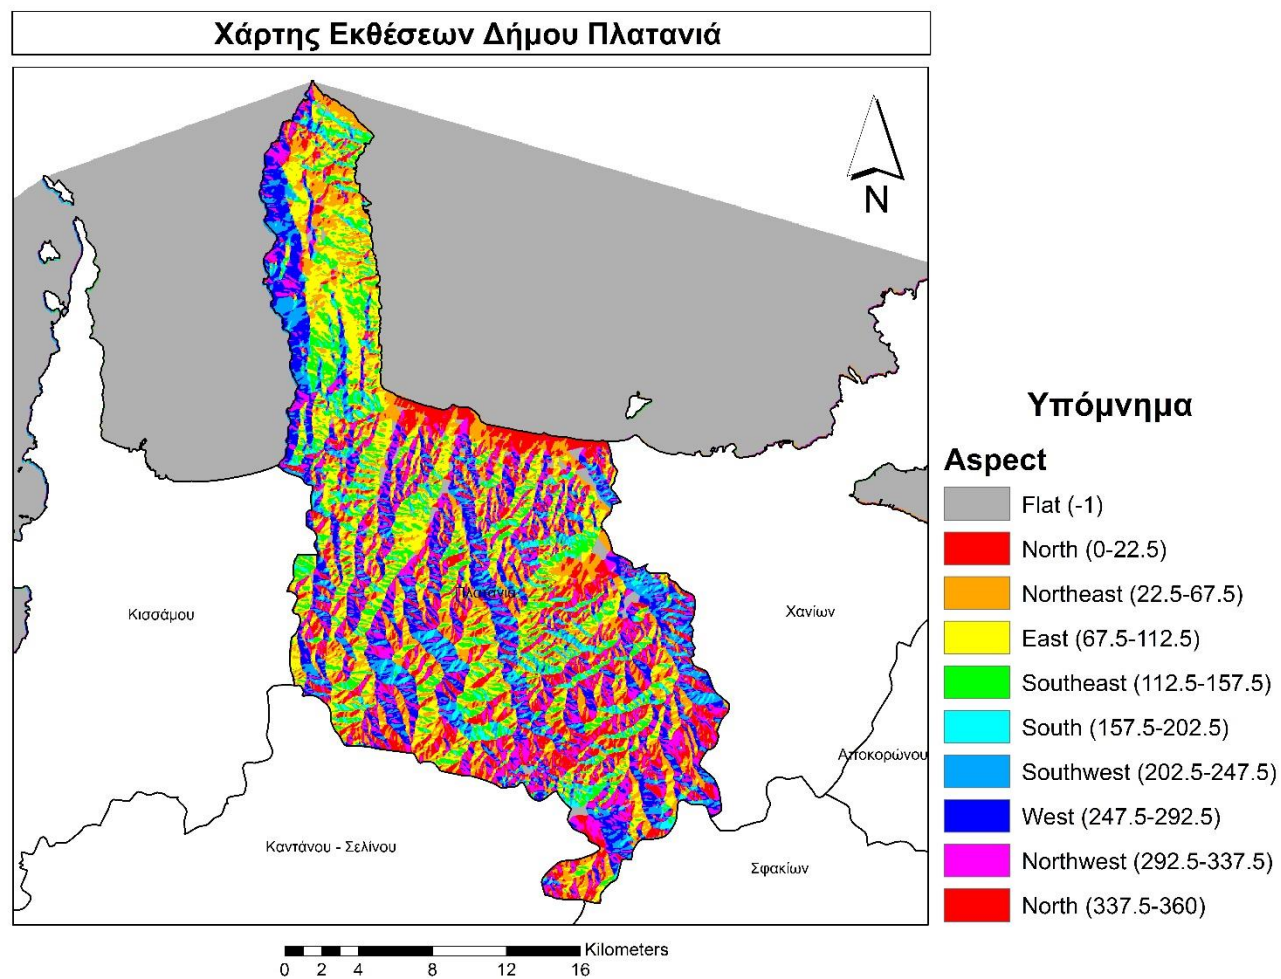 Χάρτης Εκθέσεων Δήμου Πλατανιά
N
Υπόμνημα
Aspect
Flat (-1)
North (0-22.5)
Northeast (22.5-67.5)
East (67.5-112.5)
Southeast (112.5-157.5)
South (157.5-202.5)
Southwest (202.5-247.5)
West (247.5-292.5)
Northwest (292.5-337.5)
North (337.5-360)
Κισσάμου
Πλατανιά
Χανίων
Αποκορώνου
Καντάνου - Σελίνου
Σφακίων
Kilometers
0 2 4 8 12 16